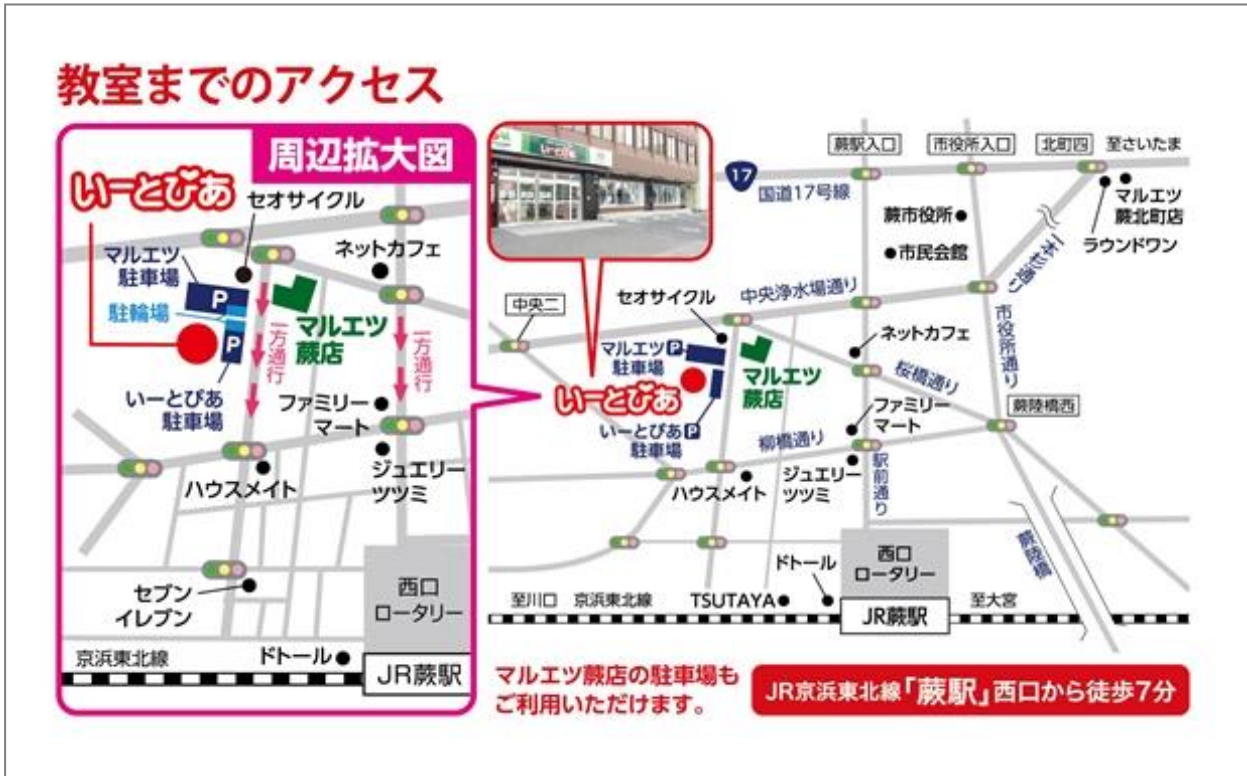 教室までのアクセス
周辺拡大図
いーとぴあ
セオサイクル
ネットカフェ
マルエツ
駐車場
P
駐輪場
P
マルエツ
蕨店
一方通行
一方通行
いーとぴあ
駐車場
ファミリー
マート
ハウスメイト
ジュエリー
ツツミ
セブン
イレブン
西口
ロータリー
京浜東北線
ドトール
JR蕨駅
いーとぴあ
17
国道17号線
蕨駅入口
市役所入口
北町四
至さいたま
マルエツ
蕨北町店
ラウンドワン
蕨市役所
市民会館
一本杉通り
中央浄水場通り
セオサイクル
中央二
ネットカフェ
市役所通り
マルエツP
駐車場
マルエツ
蕨店
桜橋通り
いーとぴあ
いーとぴあP
駐車場
ファミリー
マート
蕨陸橋西
柳橋通り
駅前通り
ハウスメイト
ジュエリー
ツツミ
西口
ロータリー
蕨陸橋
ドトール
至川口
京浜東北線
TSUTAYA
JR蕨駅
至大宮
マルエツ蕨店の駐車場も
ご利用いただけます。
JR京浜東北線「蕨駅」西口から徒歩7分